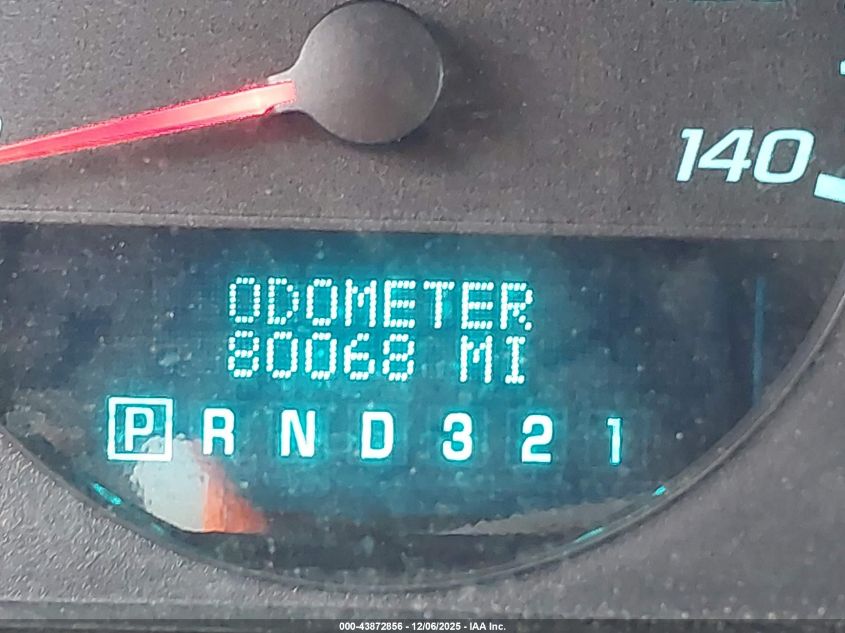 140
ODOMETER
80068 MI
P R N D 3 2 1
000-43872856 - 12/06/2025 - IAA Inc.